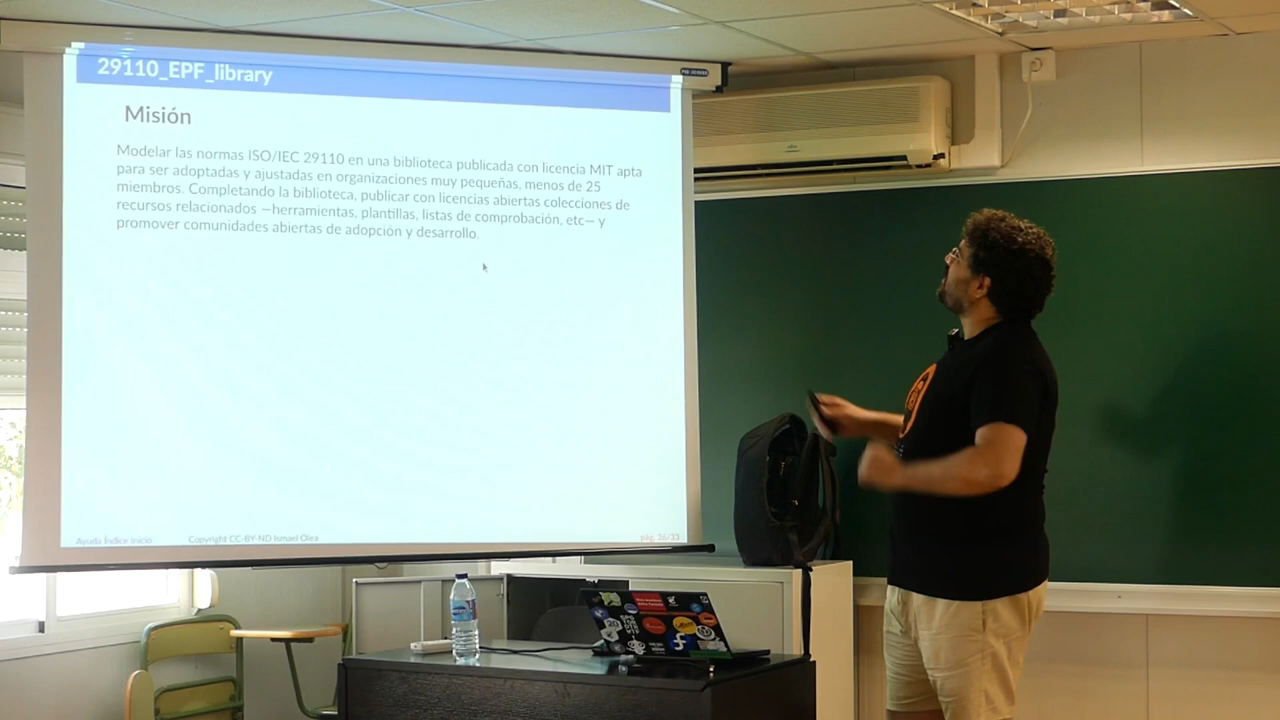 29110_EPF_library
Misión
Modelar las normas ISO/IEC 29110 en una biblioteca publicada con licencia MIT apta
para ser adoptadas y ajustadas en organizaciones muy pequeñas, menos de 25
miembros. Completando la biblioteca, publicar con licencias abiertas colecciones de
recursos relacionados —herramientas, plantillas, listas de comprobación, etc— y
promover comunidades abiertas de adopción y desarrollo.
Ayuda Índice Inicio
Copyright CC-BY-ND Ismael Olea
pág. 26/33